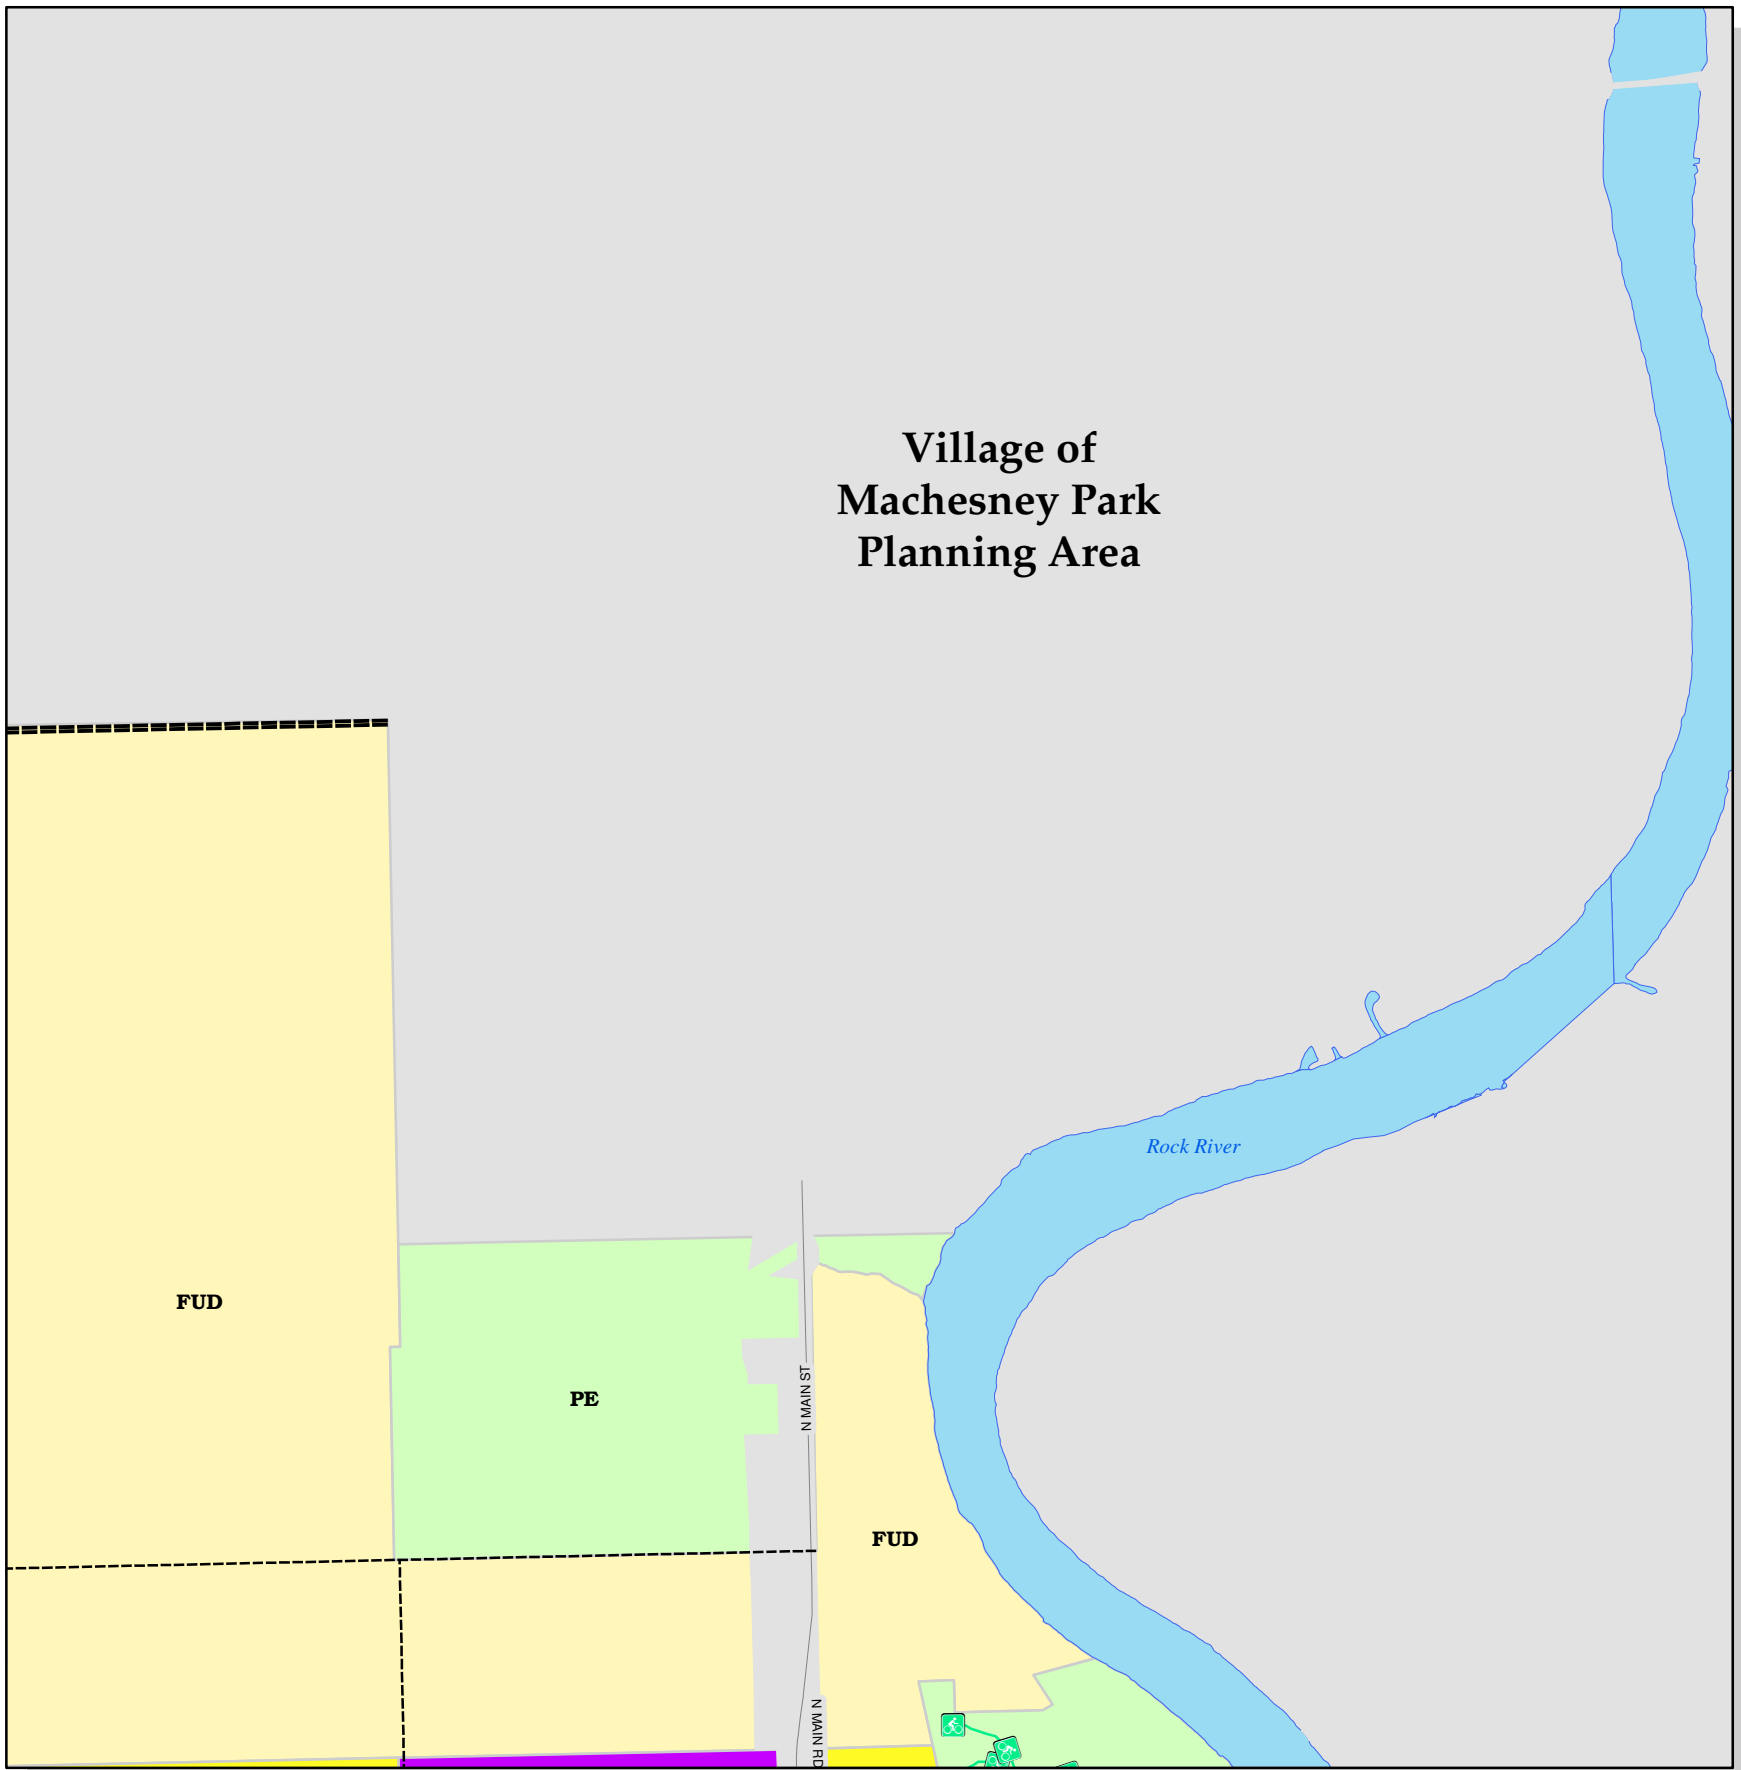 Village of
Machesney Park
Planning Area
Rock River
FUD
PE
N MAIN ST
FUD
N MAIN RD